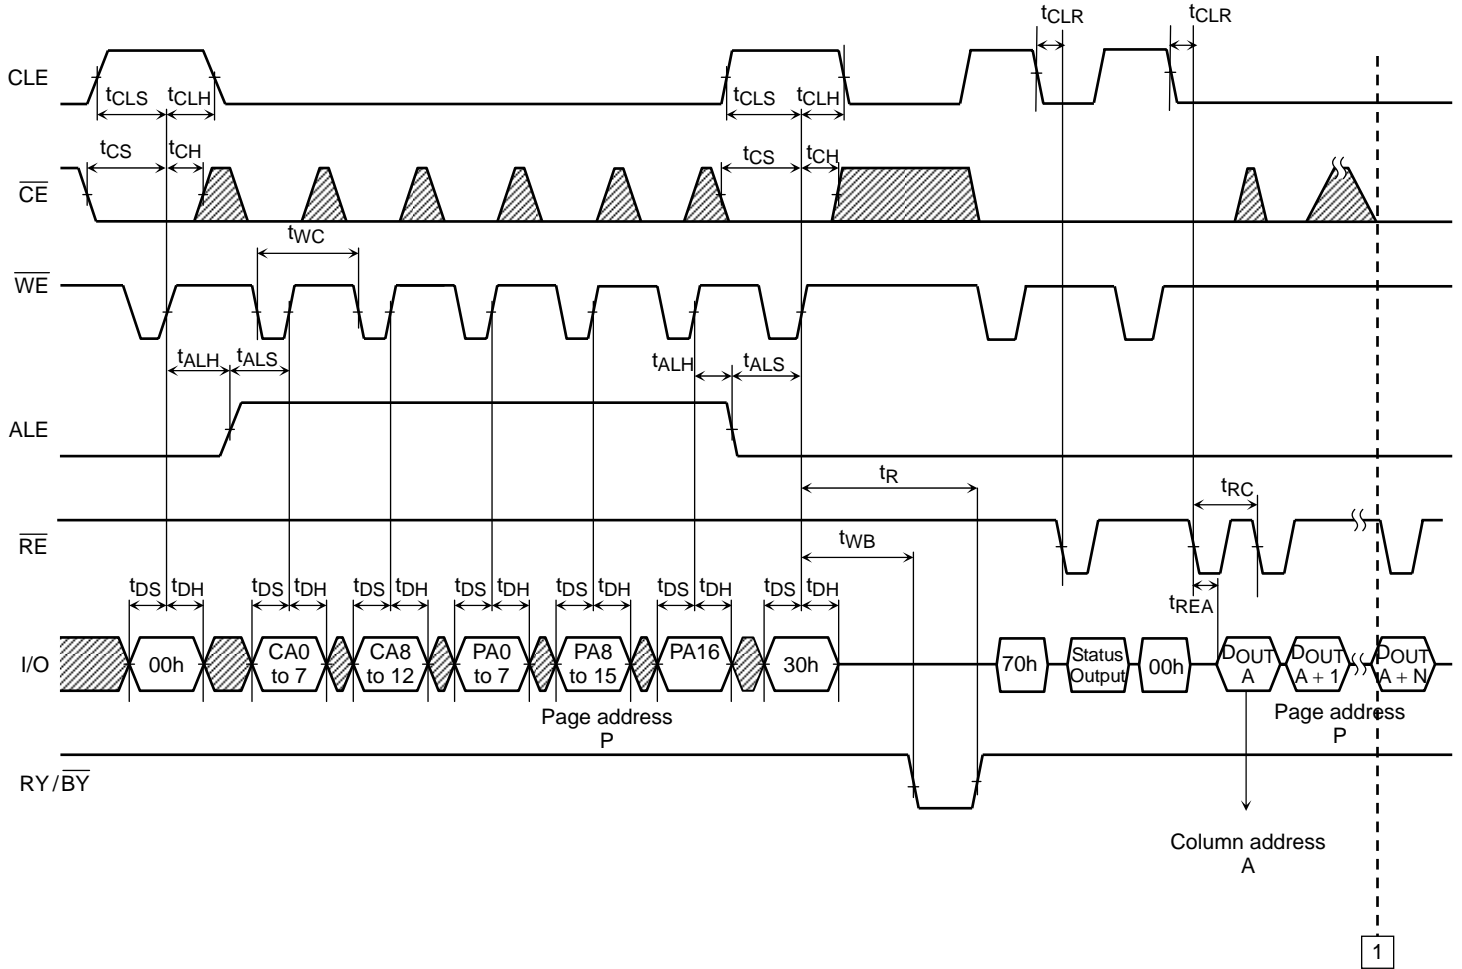 tCLR
tCLR
CLE
tCLS
tCLH
tCLS
tCLH
tCS
tCH
tCS
tCH
CE
tWC
WE
tALH
tALS
tALH
tALS
ALE
tR
tRC
RE
tWB
tDS
tDH
tDS
tDH
tDS
tDH
tDS
tDH
tDS
tDH
tDS
tDH
tDS
tDH
tREA
I/O
00h
CA0
to 7
CA8
to 12
PA0
to 7
PA8
to 15
PA16
30h
70h
Status
Output
00h
DOUT
A
DOUT
A + 1
DOUT
A + N
Page address
P
Page address
P
RY/BY
Column address
A
1